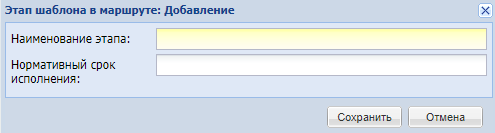 Этап шаблона в маршруте: Добавление
Наименование этапа:
Нормативный срок
исполнения:
Сохранить Отмена